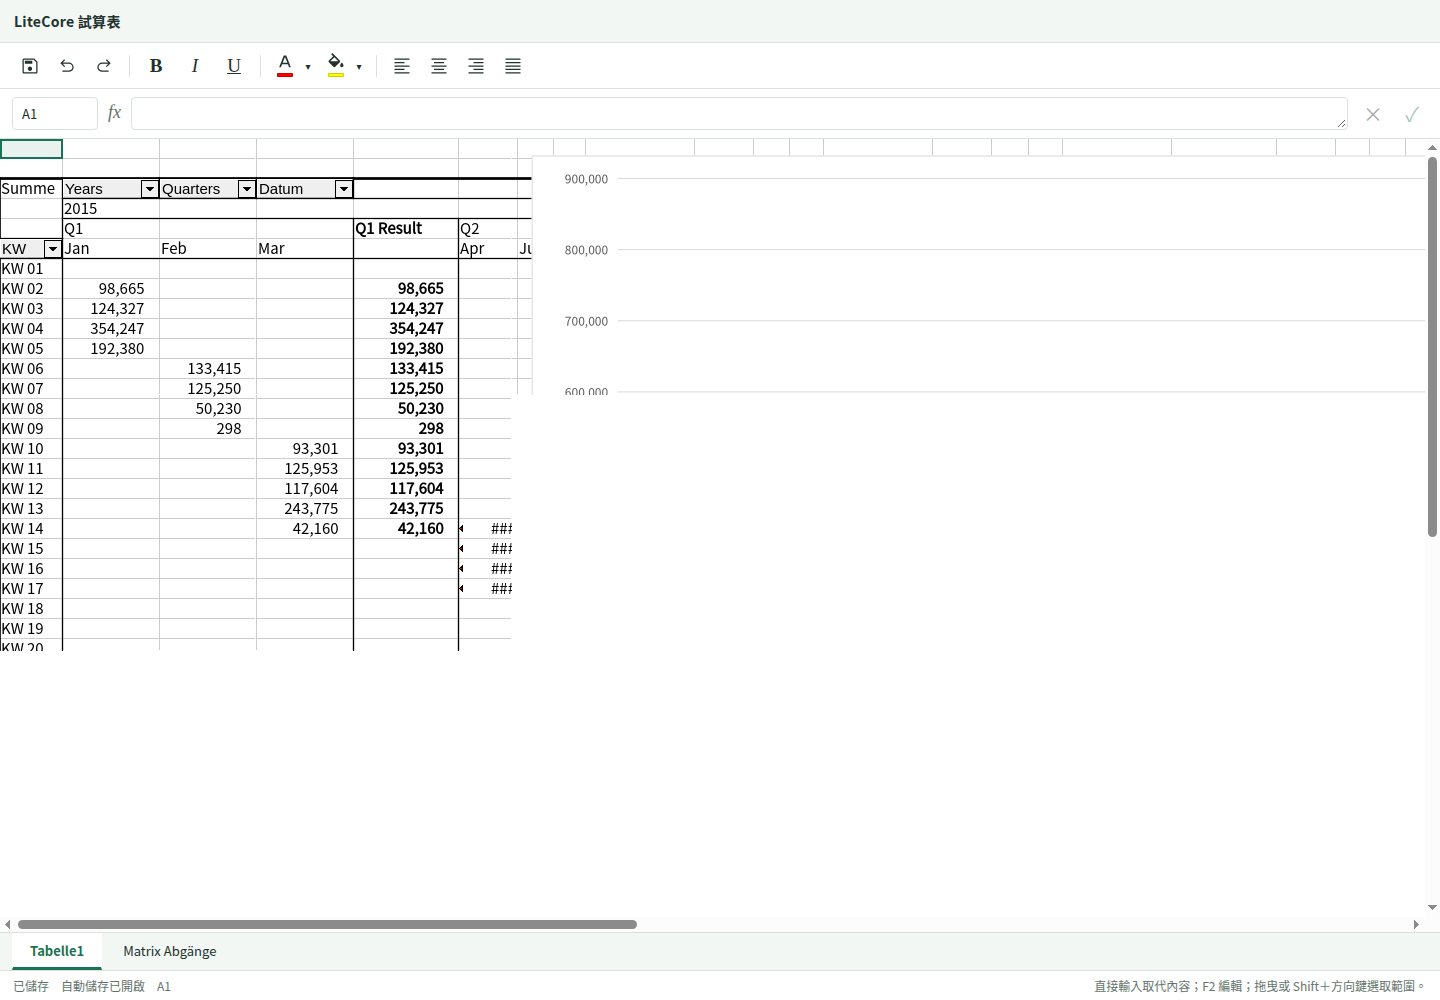 LiteCore 試算表
B I U A
A1 fx
Summe Years Quarters Datum
2015
Q1 Q1 Result Q2
KW Jan Feb Mar Apr
KW 01
KW 02 98,665 98,665
KW 03 124,327 124,327
KW 04 354,247 354,247
KW 05 192,380 192,380
KW 06 133,415 133,415
KW 07 125,250 125,250
KW 08 50,230 50,230
KW 09 298 298
KW 10 93,301 93,301
KW 11 125,953 125,953
KW 12 117,604 117,604
KW 13 243,775 243,775
KW 14 42,160 42,160 ###
KW 15 ###
KW 16 ###
KW 17 ###
KW 18
KW 19
KW 20
900,000
800,000
700,000
600,000
Tabelle1 Matrix Abgänge
已儲存 自動儲存已開啟 A1
直接輸入取代內容；F2 編輯；拖曳或 Shift＋方向鍵選取範圍。